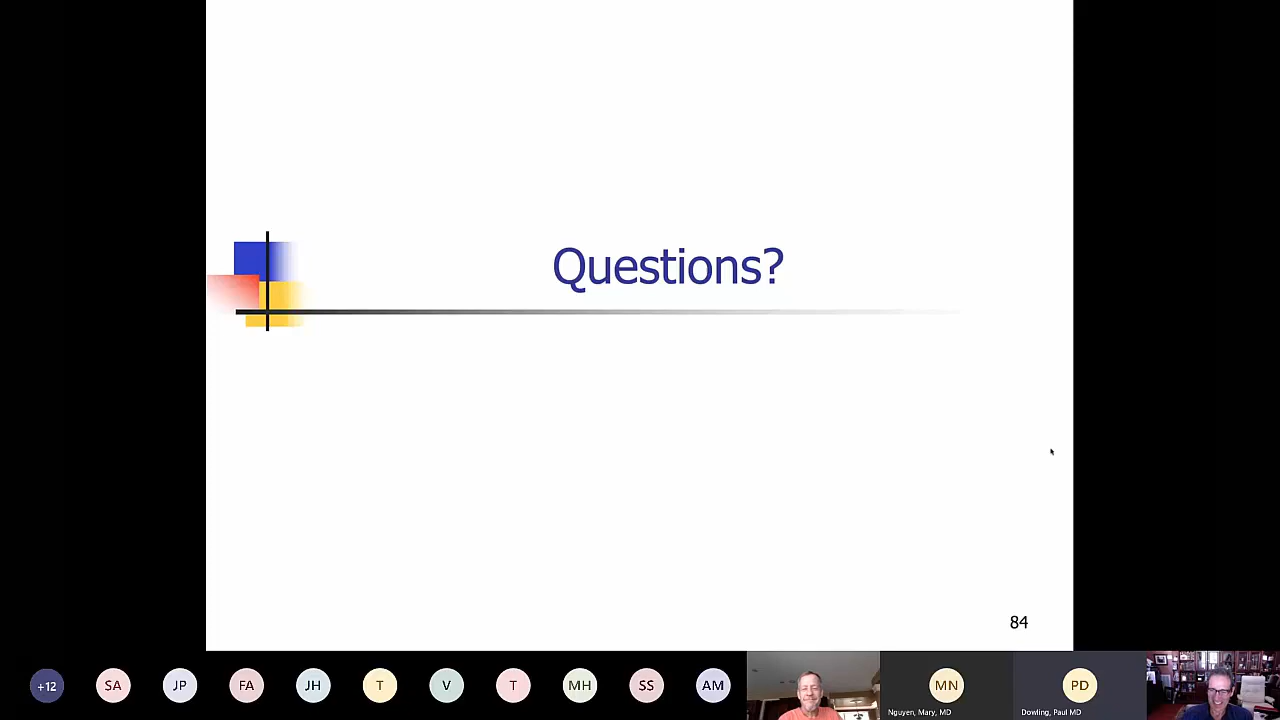 Questions?
84
+12
SA
JP
FA
JH
T
V
T
MH
SS
AM
MN
Nguyen, Mary, MD
PD
Dowling, Paul MD